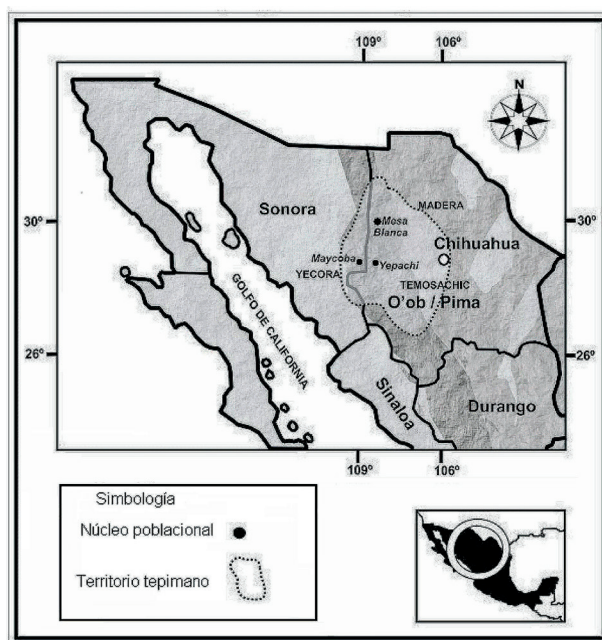 109º 106º
N
30º
30º
MADERA
Sonora
Mesa
Blanca
Chihuahua
Maycoba
Yepachi
YECORA
TEMOSACHIC
O'ob / Pima
GOLFO DE CALIFORNIA
26º
26º
Sinaloa
Durango
109º 106º
Simbología
Núcleo poblacional
Territorio tepimano